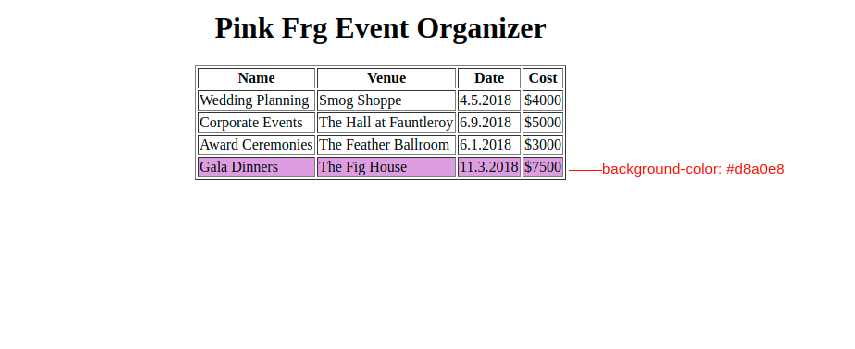 Pink Frg Event Organizer
Name Venue Date Cost
Wedding Planning Smog Shoppe 4.5.2018 $4000
Corporate Events The Hall at Fauntleroy 6.9.2018 $5000
Award Ceremonies The Feather Ballroom 6.1.2018 $3000
Gala Dinners The Fig House 11.3.2018 $7500 background-color: #d8a0e8